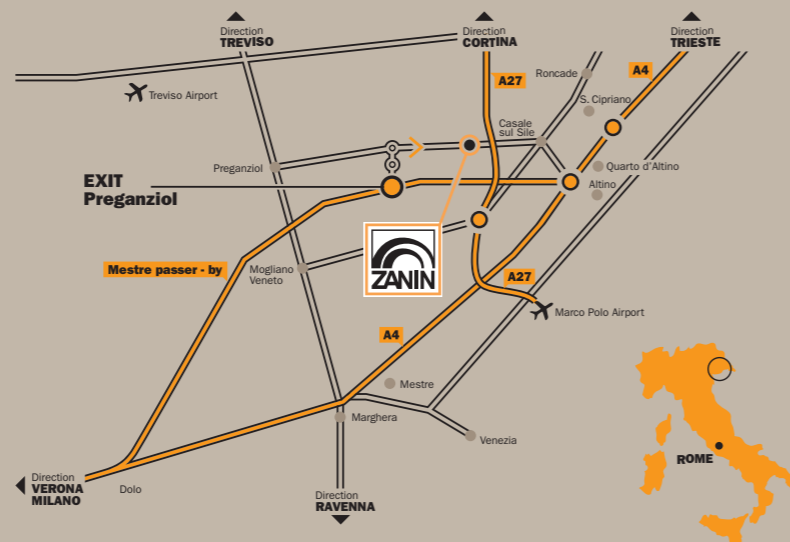 Direction
TREVISO
Direction
CORTINA
Direction
TRIESTE
A27
Roncade
A4
Treviso Airport
S. Cipriano
Casale
sul Sile
Preganziol
Quarto d'Altino
Altino
EXIT
Preganziol
ZANIN
Mestre passer - by
Mogliano
Veneto
A27
Marco Polo Airport
A4
Mestre
Marghera
Venezia
ROME
Direction
VERONA
MILANO
Dolo
Direction
RAVENNA